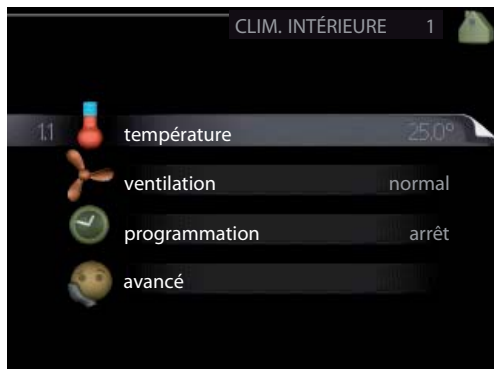 CLIM. INTÉRIEURE 1
1.1 température 25.0°
ventilation normal
programmation arrêt
avancé